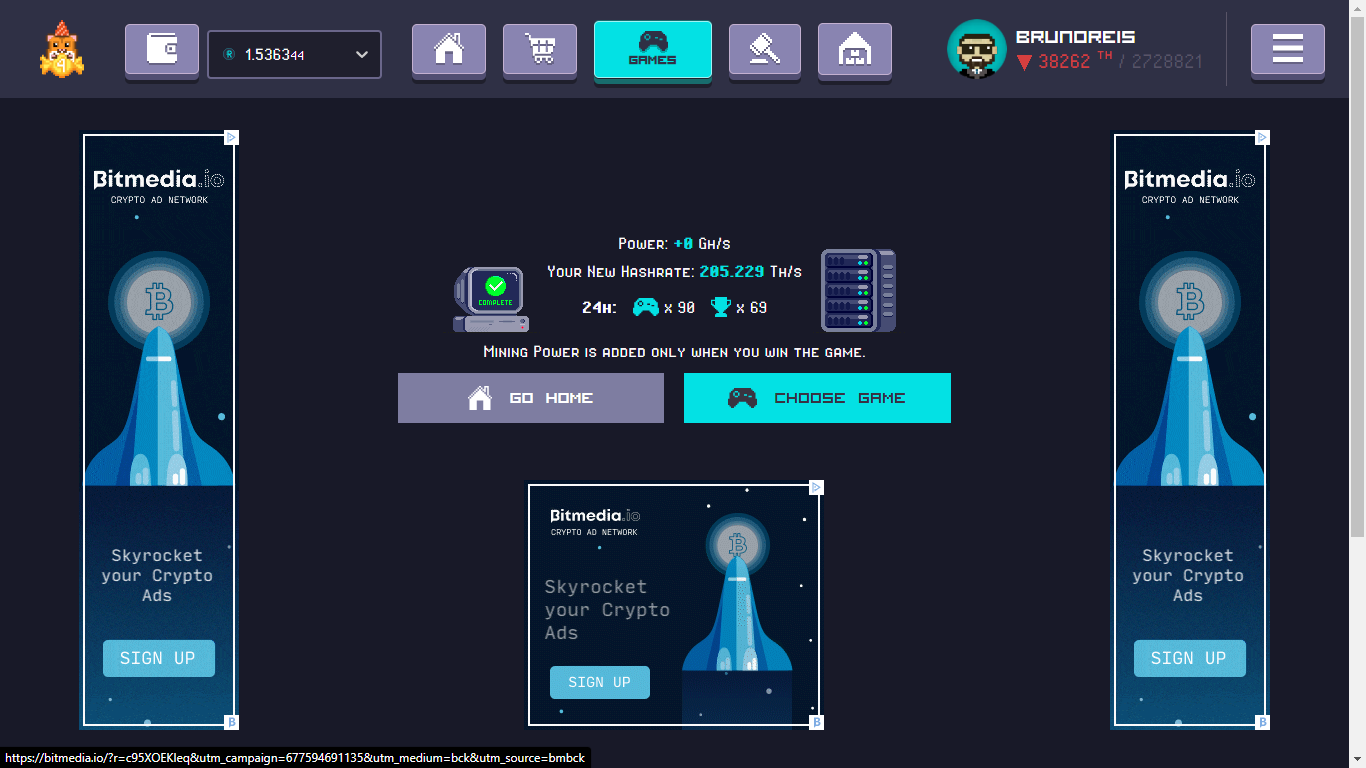 1.536344
GAMES
BRUNOREIS
38262 TH / 2728821
Bitmedia.io
CRYPTO AD NETWORK
Skyrocket
your Crypto
Ads
SIGN UP
B
Power: +0 Gh/s
Your New Hashrate: 205.229 Th/s
COMPLETE
24h: x 90 x 69
Mining Power is added only when you win the game.
GO HOME
CHOOSE GAME
Bitmedia.io
CRYPTO AD NETWORK
Skyrocket
your Crypto
Ads
SIGN UP
B
Bitmedia.io
CRYPTO AD NETWORK
Skyrocket
your Crypto
Ads
SIGN UP
B
https://bitmedia.io/?r=c95XOEKleq&utm_campaign=677594691135&utm_medium=bck&utm_source=bmbck